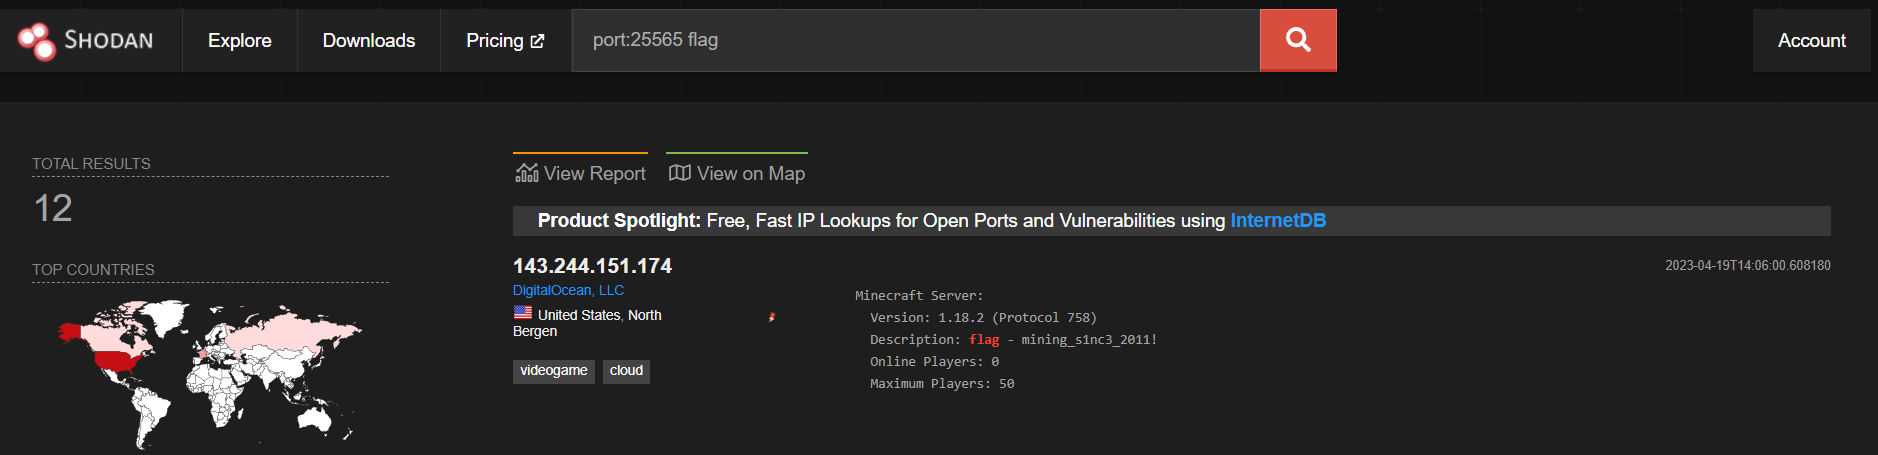 SHODAN
Explore
Downloads
Pricing
port:25565 flag
Account
TOTAL RESULTS
12
TOP COUNTRIES
View Report
View on Map
Product Spotlight: Free, Fast IP Lookups for Open Ports and Vulnerabilities using InternetDB
143.244.151.174
DigitalOcean, LLC
United States, North
Bergen
videogame
cloud
2023-04-19T14:06:00.608180
Minecraft Server:
Version: 1.18.2 (Protocol 758)
Description: flag - mining_s1nc3_2011!
Online Players: 0
Maximum Players: 50